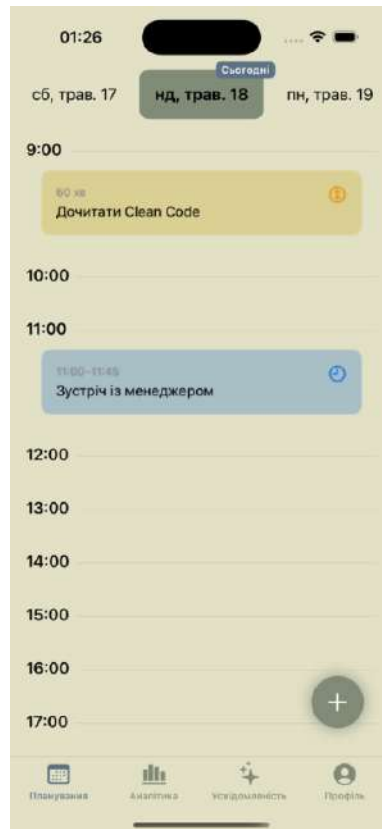 01:26
Сьогодні
сб, трав. 17
нд, трав. 18
пн, трав. 19
9:00
60 хв
Дочитати Clean Code
10:00
11:00
11:00–11:45
Зустріч із менеджером
12:00
13:00
14:00
15:00
16:00
17:00
Планування
Аналітика
Усвідомленість
Профіль